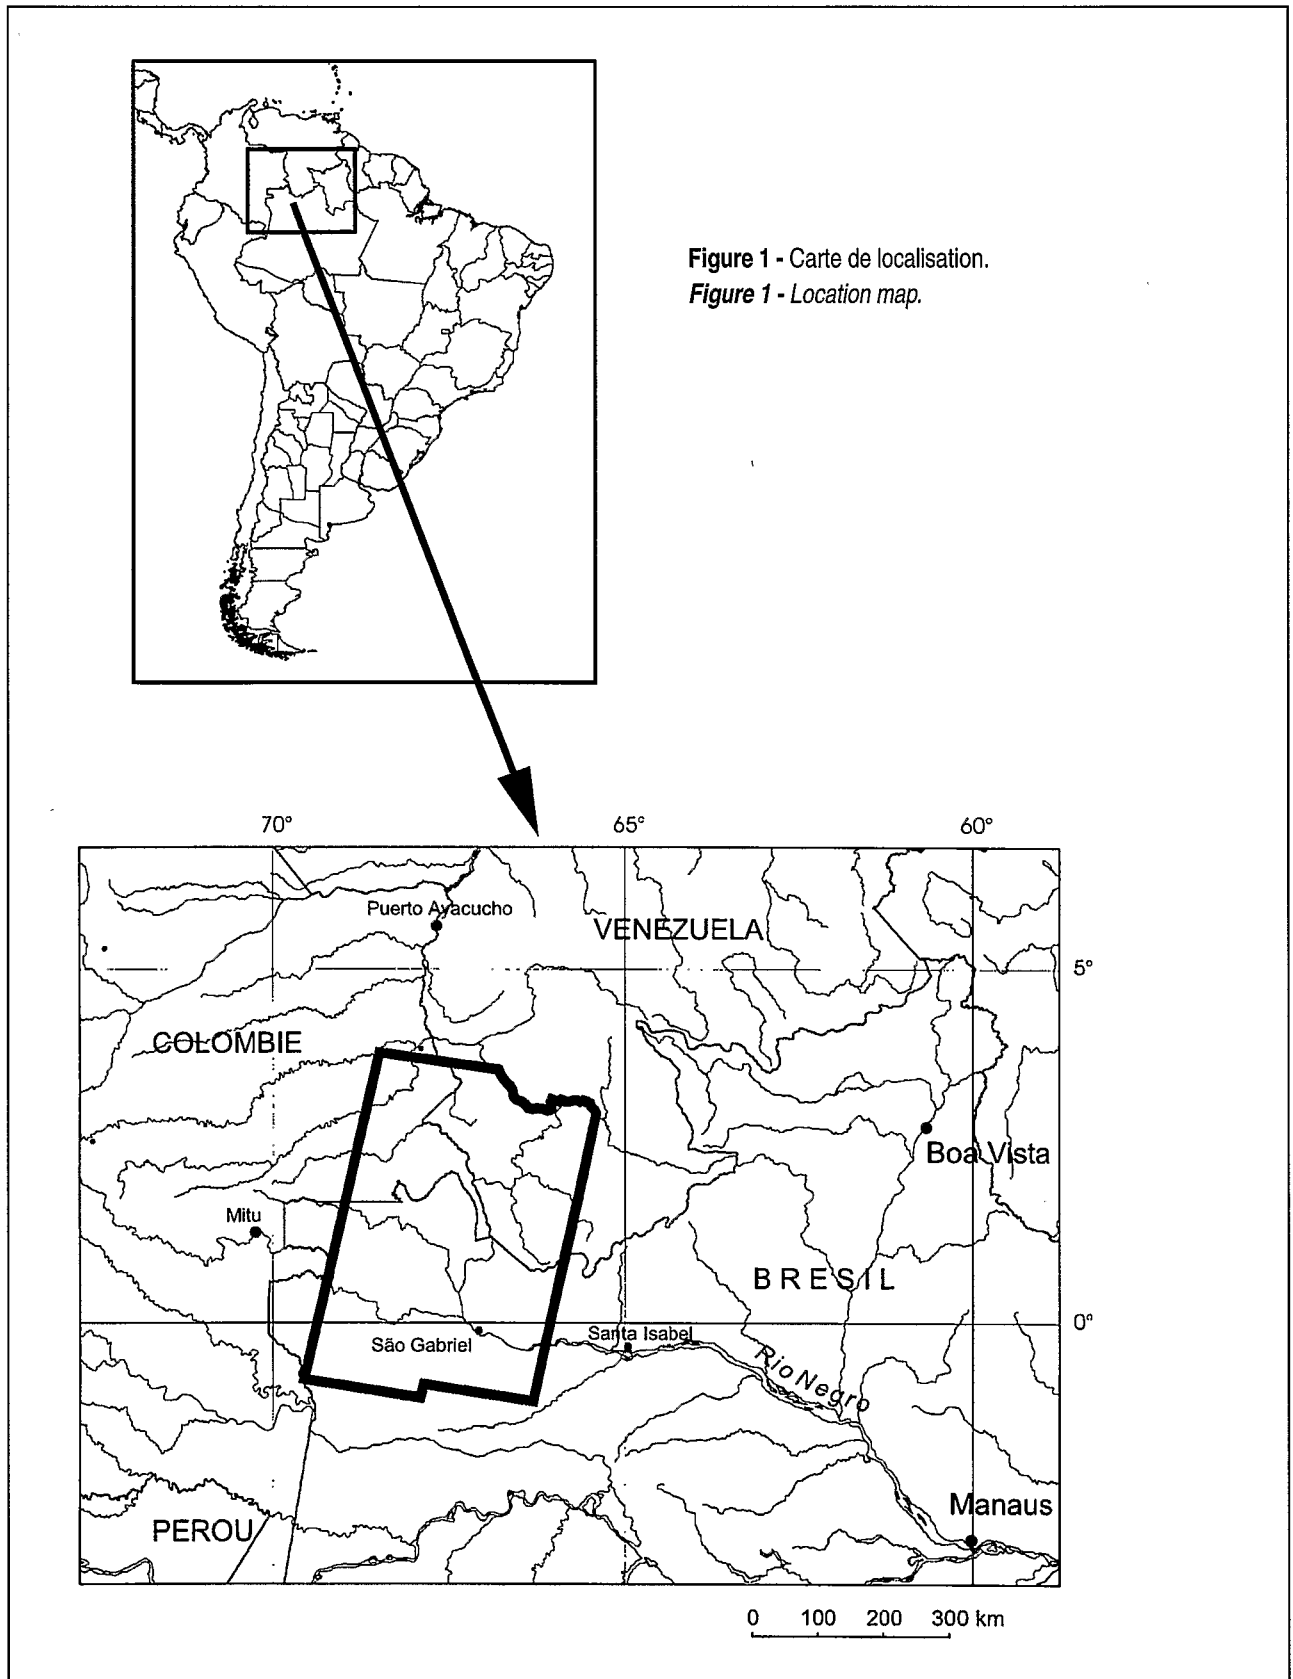 Figure 1 - Carte de localisation.
Figure 1 - Location map.
70° 65° 60°
Puerto Ayacucho
VENEZUELA
5°
COLOMBIE
Boa Vista
Mitu
BRESIL
0°
São Gabriel
Santa Isabel
Rio Negro
Manaus
PEROU
0 100 200 300 km